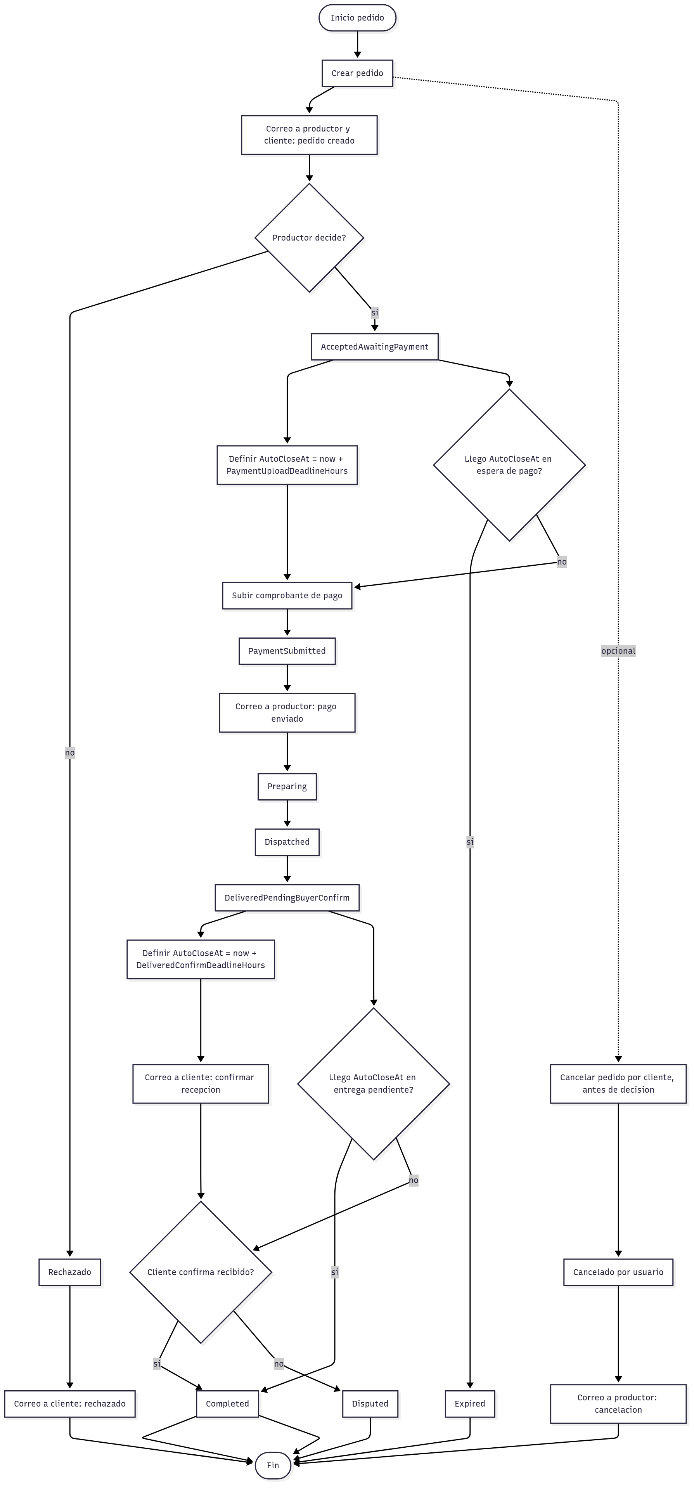 Inicio pedido
Crear pedido
Correo a productor y
cliente: pedido creado
Productor decide?
si
AcceptedAwaitingPayment
Definir AutoCloseAt = now +
PaymentUploadDeadlineHours
Llego AutoCloseAt en
espera de pago?
no
Subir comprobante de pago
opcional
PaymentSubmitted
Correo a productor: pago
enviado
no
Preparing
Dispatched
si
DeliveredPendingBuyerConfirm
Definir AutoCloseAt = now +
DeliveredConfirmDeadlineHours
Correo a cliente: confirmar
recepcion
Llego AutoCloseAt en
entrega pendiente?
Cancelar pedido por cliente,
antes de decision
no
Rechazado
Cliente confirma recibido?
si
Cancelado por usuario
si
no
Correo a cliente: rechazado
Completed
Disputed
Expired
Correo a productor:
cancelacion
Fin